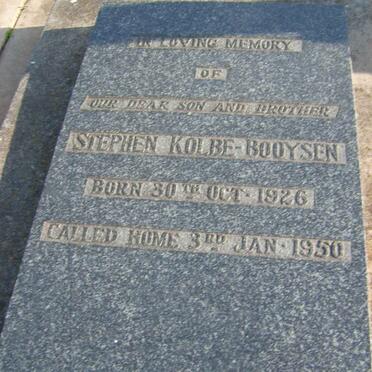 IN LOVING MEMORY
OF
OUR DEAR SON AND BROTHER
STEPHEN KOLBE-BOOYSEN
BORN 30TH OCT· 1926
CALLED HOME 3RD JAN· 1950